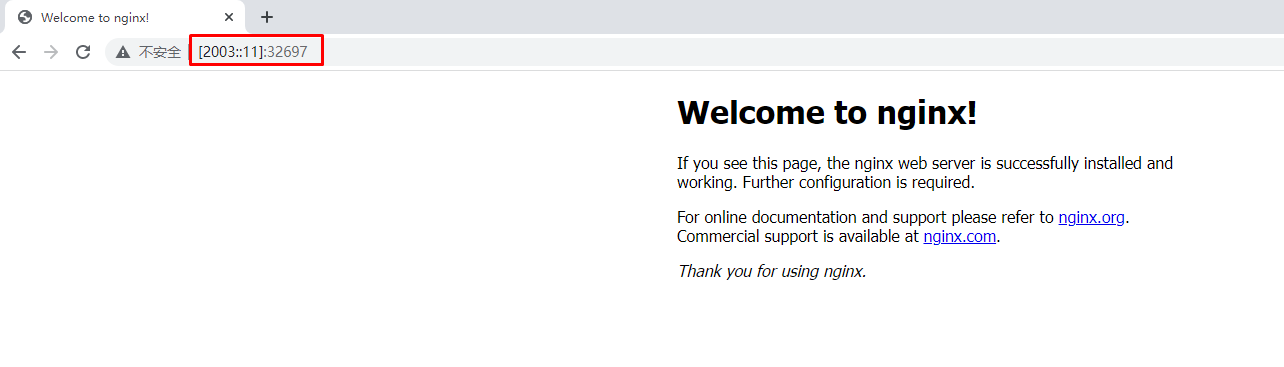 Welcome to nginx!
不安全 | [2003::11]:32697
Welcome to nginx!
If you see this page, the nginx web server is successfully installed and
working. Further configuration is required.
For online documentation and support please refer to nginx.org.
Commercial support is available at nginx.com.
Thank you for using nginx.